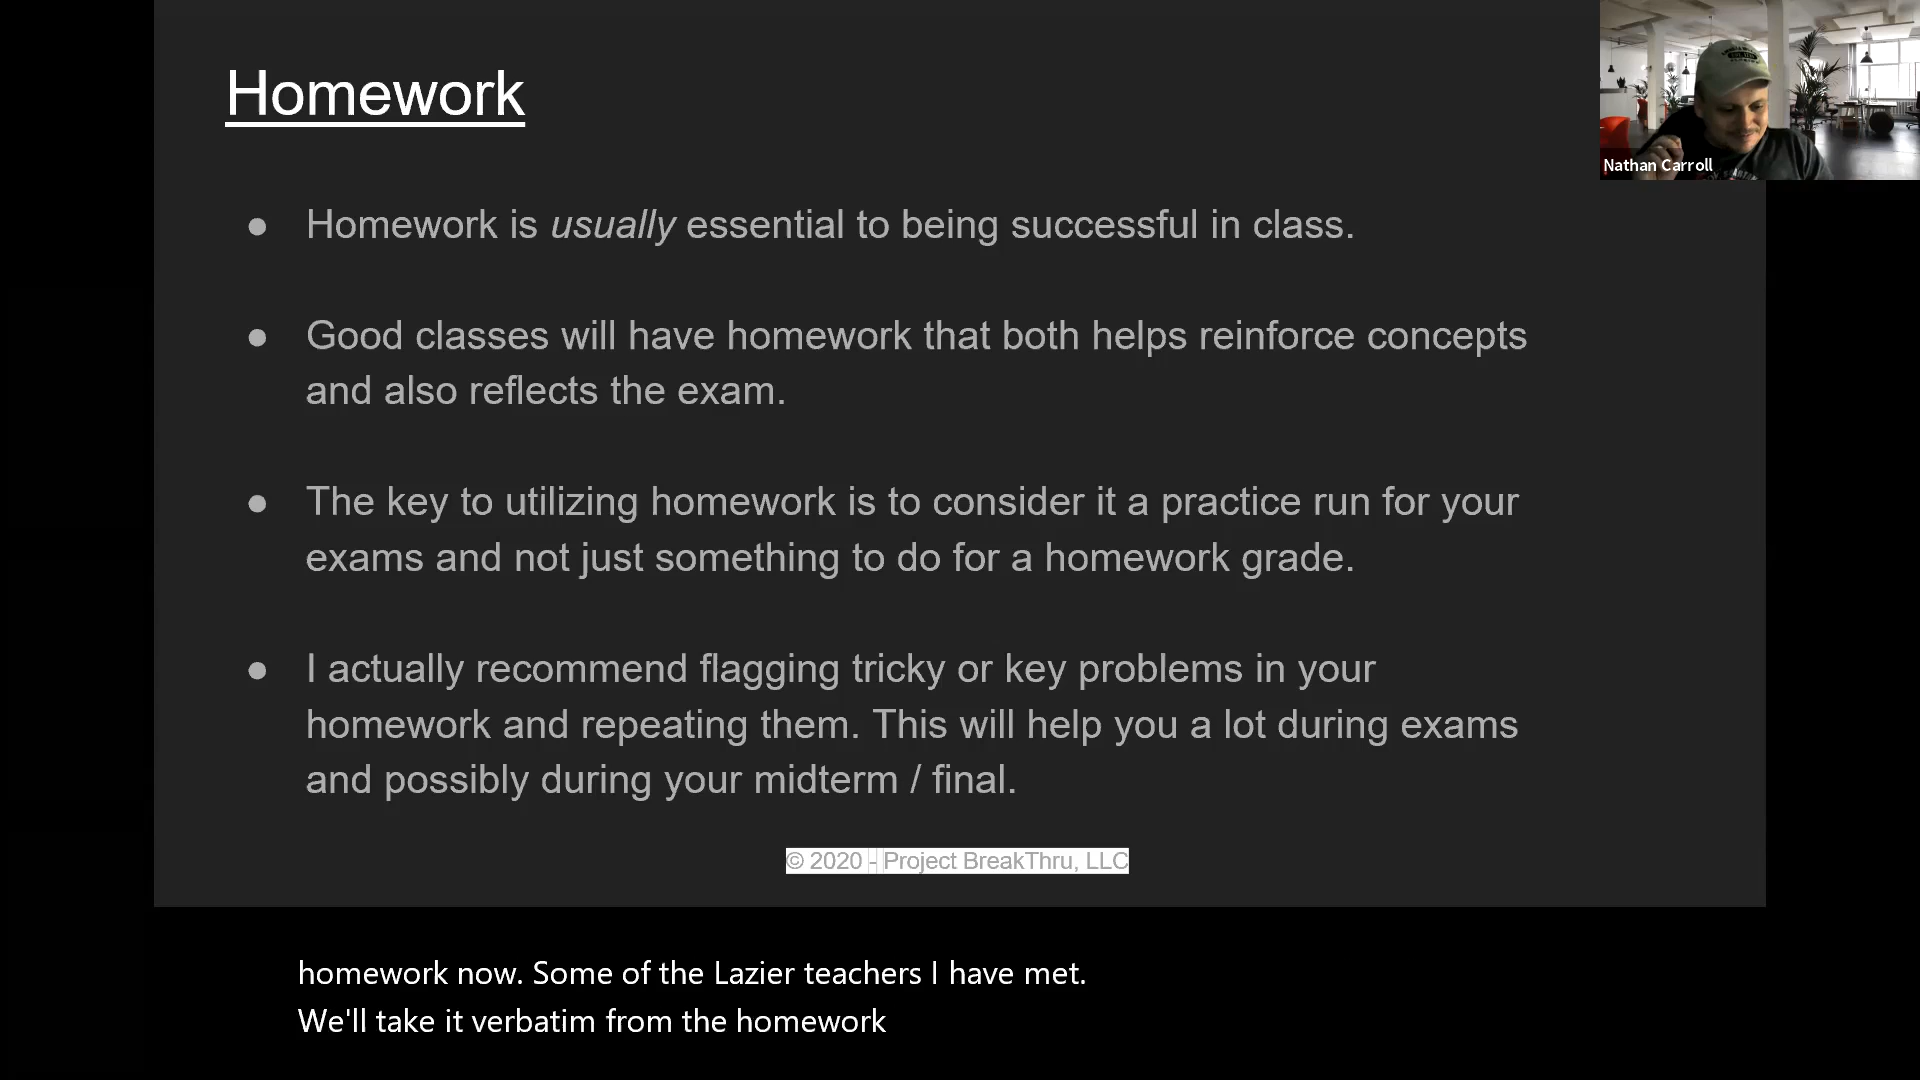 Homework
Nathan Carroll
● Homework is usually essential to being successful in class.
● Good classes will have homework that both helps reinforce concepts
and also reflects the exam.
● The key to utilizing homework is to consider it a practice run for your
exams and not just something to do for a homework grade.
● I actually recommend flagging tricky or key problems in your
homework and repeating them. This will help you a lot during exams
and possibly during your midterm / final.
© 2020 - Project BreakThru, LLC
homework now. Some of the Lazier teachers I have met.
We'll take it verbatim from the homework